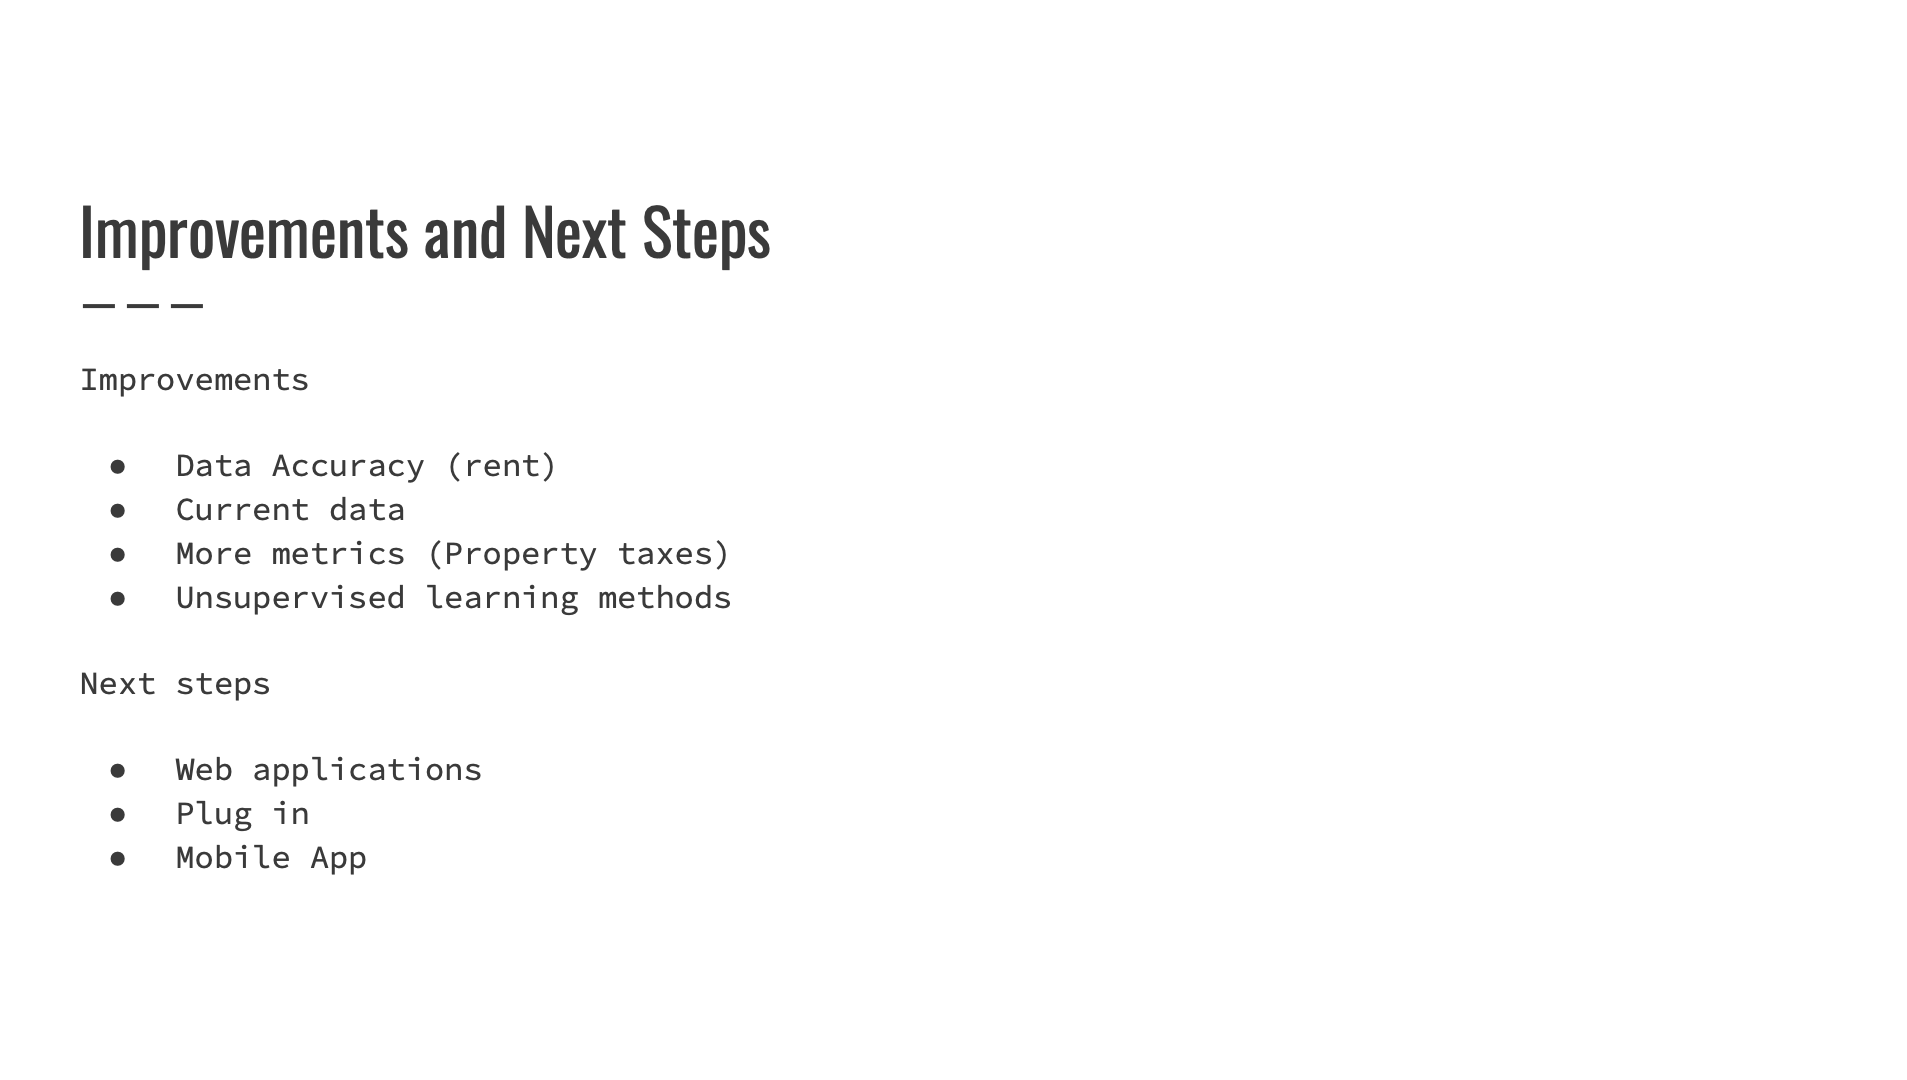 Improvements and Next Steps
Improvements
● Data Accuracy (rent)
● Current data
● More metrics (Property taxes)
● Unsupervised learning methods
Next steps
● Web applications
● Plug in
● Mobile App